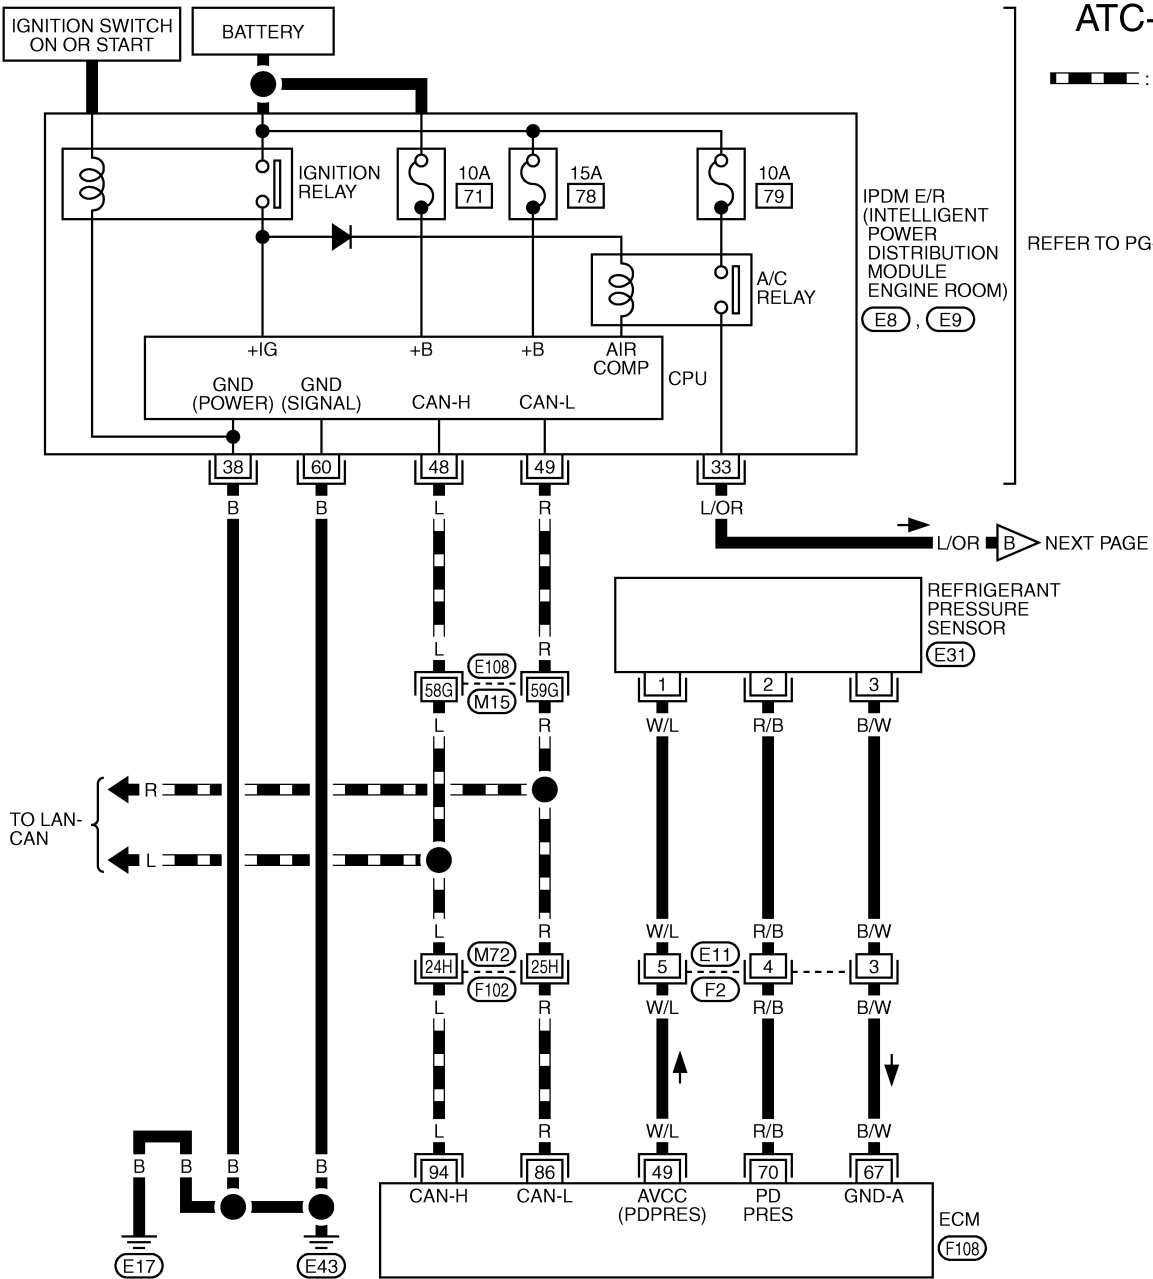 IGNITION SWITCH
ON OR START
BATTERY
ATC-
:
IGNITION
RELAY
10A
71
15A
78
10A
79
IPDM E/R
(INTELLIGENT
POWER
DISTRIBUTION
MODULE
ENGINE ROOM)
E8 , E9
REFER TO PG
A/C
RELAY
+IG
+B
+B
AIR
COMP
CPU
GND
(POWER)
GND
(SIGNAL)
CAN-H
CAN-L
38
60
48
49
33
B
B
L
R
L/OR
L/OR
B
NEXT PAGE
REFRIGERANT
PRESSURE
SENSOR
E31
L
R
E108
58G
59G
M15
1
2
3
L
R
W/L
R/B
B/W
TO LAN-
CAN
R
L
L
R
W/L
R/B
B/W
M72
E11
24H
25H
5
4
3
F102
F2
L
R
W/L
R/B
B/W
L
R
W/L
R/B
B/W
B
B
B
B
94
86
49
70
67
CAN-H
CAN-L
AVCC
(PDPRES)
PD
PRES
GND-A
ECM
F108
E17
E43